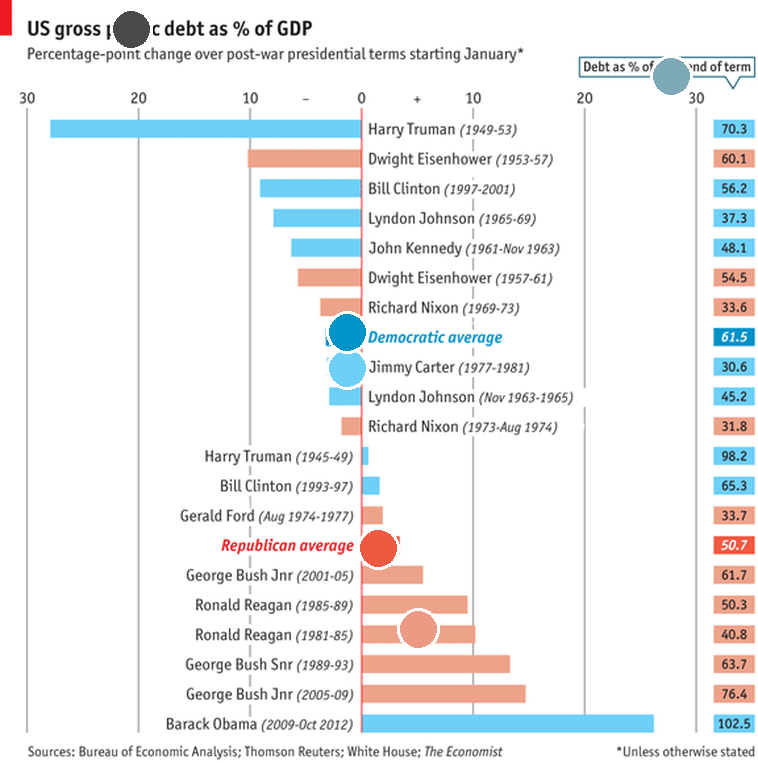 US gross debt as % of GDP
Percentage-point change over post-war presidential terms starting January*
Debt as % of end of term
30 20 10 – 0 + 10 20 30
Harry Truman (1949-53) 70.3
Dwight Eisenhower (1953-57) 60.1
Bill Clinton (1997-2001) 56.2
Lyndon Johnson (1965-69) 37.3
John Kennedy (1961-Nov 1963) 48.1
Dwight Eisenhower (1957-61) 54.5
Richard Nixon (1969-73) 33.6
Democratic average 61.5
Jimmy Carter (1977-1981) 30.6
Lyndon Johnson (Nov 1963-1965) 45.2
Richard Nixon (1973-Aug 1974) 31.8
Harry Truman (1945-49) 98.2
Bill Clinton (1993-97) 65.3
Gerald Ford (Aug 1974-1977) 33.7
Republican average 50.7
George Bush Jnr (2001-05) 61.7
Ronald Reagan (1985-89) 50.3
Ronald Reagan (1981-85) 40.8
George Bush Snr (1989-93) 63.7
George Bush Jnr (2005-09) 76.4
Barack Obama (2009-Oct 2012) 102.5
Sources: Bureau of Economic Analysis; Thomson Reuters; White House; The Economist *Unless otherwise stated